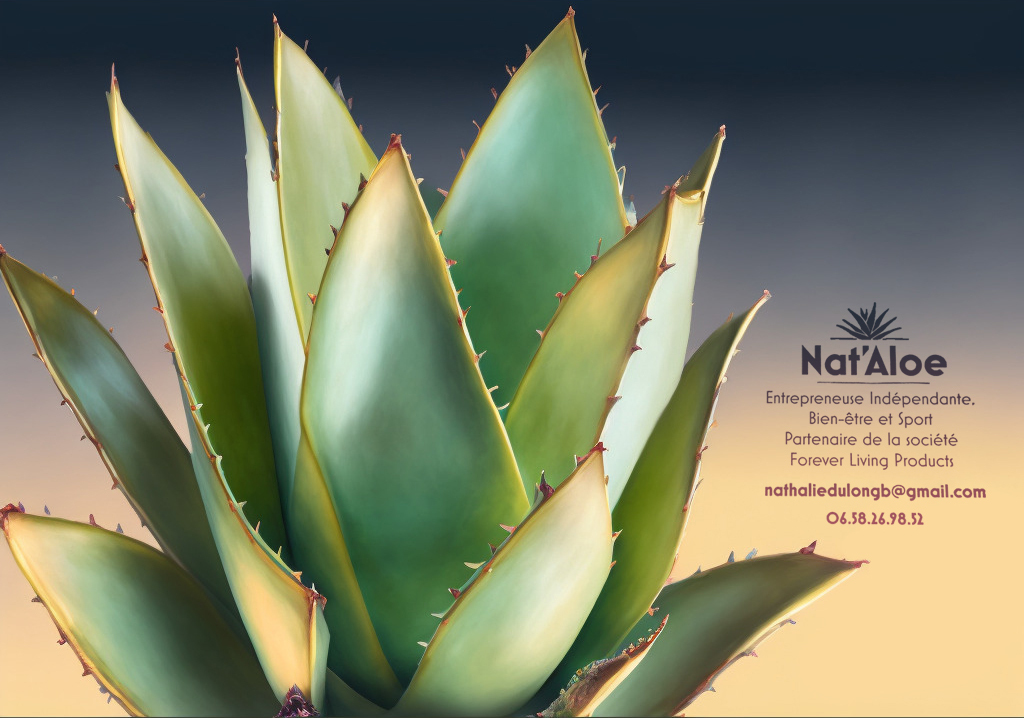 Nat'Aloe
Entrepreneuse Indépendante.
Bien-être et Sport
Partenaire de la société
Forever Living Products
nathaliedulongb@gmail.com
06.58.26.98.52